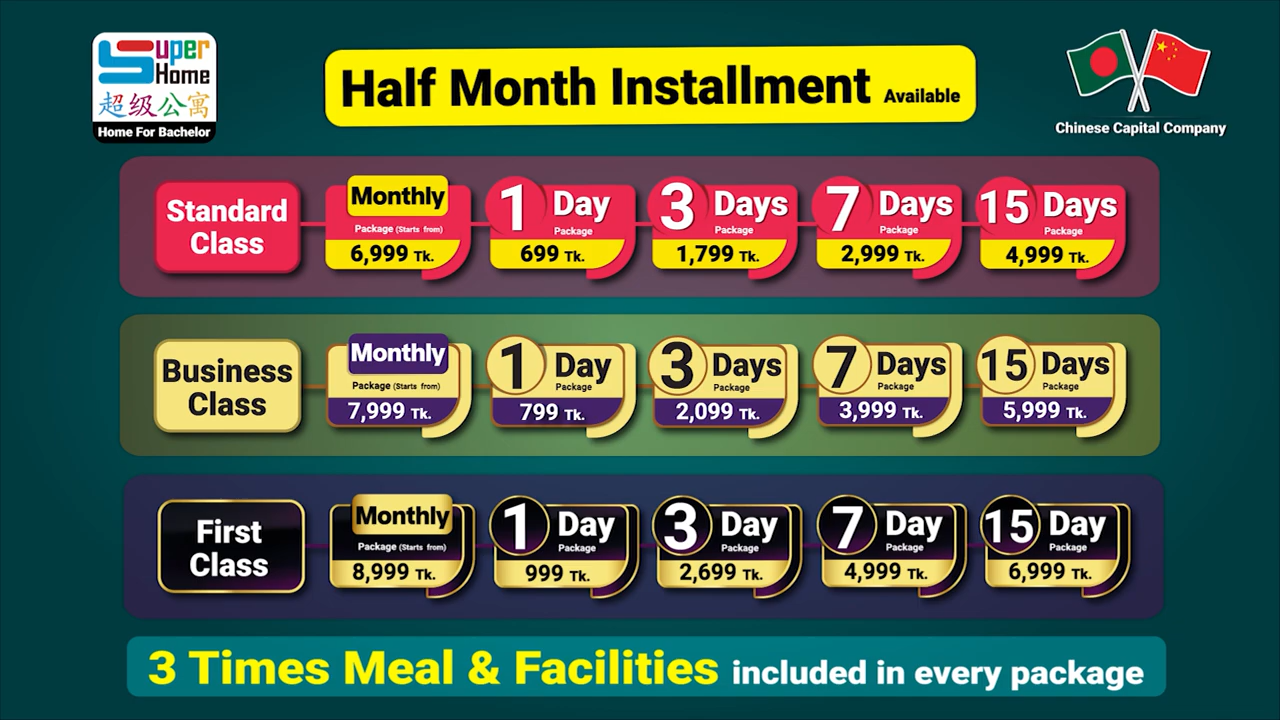 Super
Home
超级公寓
Home For Bachelor
Half Month Installment Available
Chinese Capital Company
Standard
Class
Monthly
Package (Starts from)
6,999 Tk.
1 Day
Package
699 Tk.
3 Days
Package
1,799 Tk.
7 Days
Package
2,999 Tk.
15 Days
Package
4,999 Tk.
Business
Class
Monthly
Package (Starts from)
7,999 Tk.
1 Day
Package
799 Tk.
3 Days
Package
2,099 Tk.
7 Days
Package
3,999 Tk.
15 Days
Package
5,999 Tk.
First
Class
Monthly
Package (Starts from)
8,999 Tk.
1 Day
Package
999 Tk.
3 Day
Package
2,699 Tk.
7 Day
Package
4,999 Tk.
15 Day
Package
6,999 Tk.
3 Times Meal & Facilities included in every package